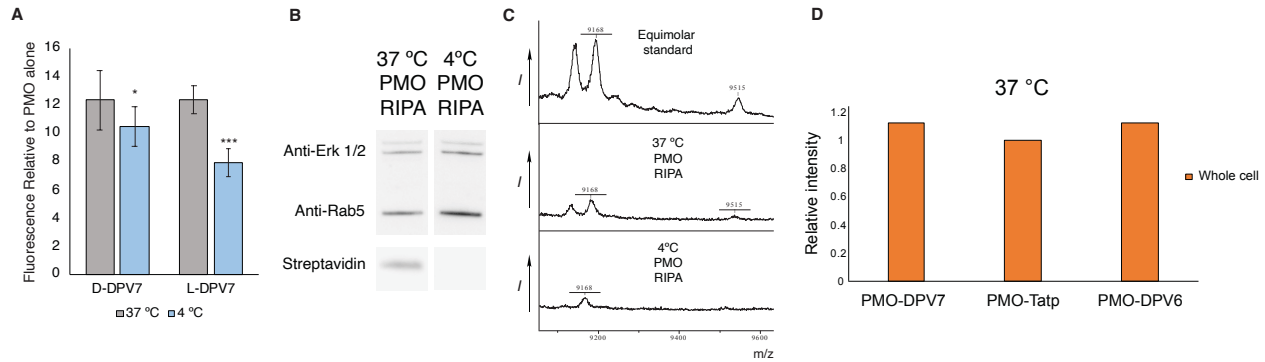 A
Fluorescence Relative to PMO alone
16
14
12
10
8
6
4
2
0
*
***
D-DPV7
L-DPV7
37 ºC
4 ºC
B
37 ºC
PMO
RIPA
4ºC
PMO
RIPA
Anti-Erk 1/2
Anti-Rab5
Streptavidin
C
I
9168
Equimolar
standard
9515
I
9168
37 ºC
PMO
RIPA
9515
I
9168
4ºC
PMO
RIPA
9200
9400
9600
m/z
D
37 °C
Relative intensity
1.2
1
0.8
0.6
0.4
0.2
0
PMO-DPV7
PMO-Tatp
PMO-DPV6
Whole cell